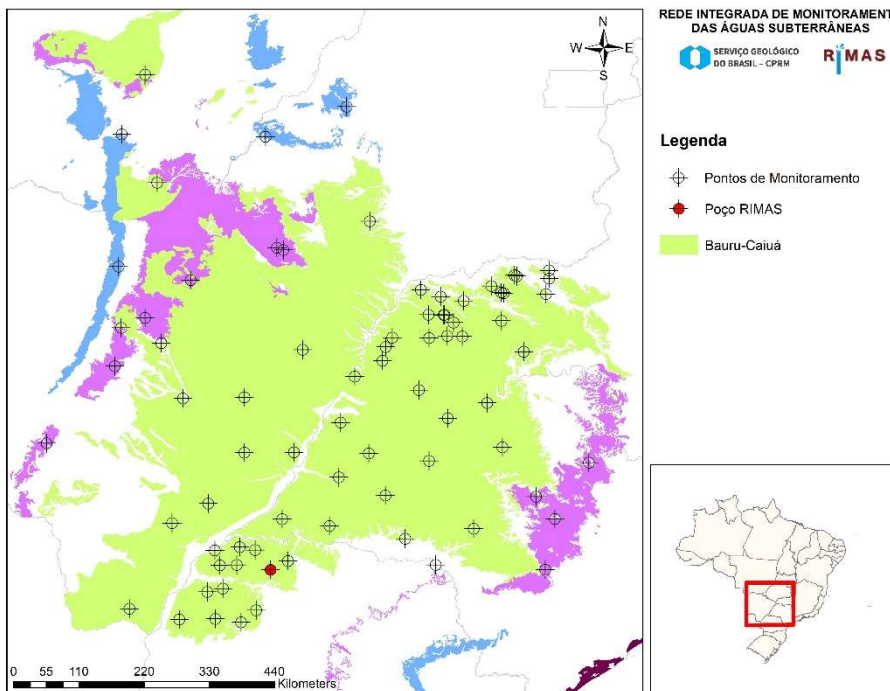 REDE INTEGRADA DE MONITORAMENT
DAS ÁGUAS SUBTERRÂNEAS
SERVIÇO GEOLÓGICO
DO BRASIL – CPRM
RIMAS
N
W E
S
Legenda
Pontos de Monitoramento
Poço RIMAS
Bauru-Caiuá
0 55 110 220 330 440
Kilometers